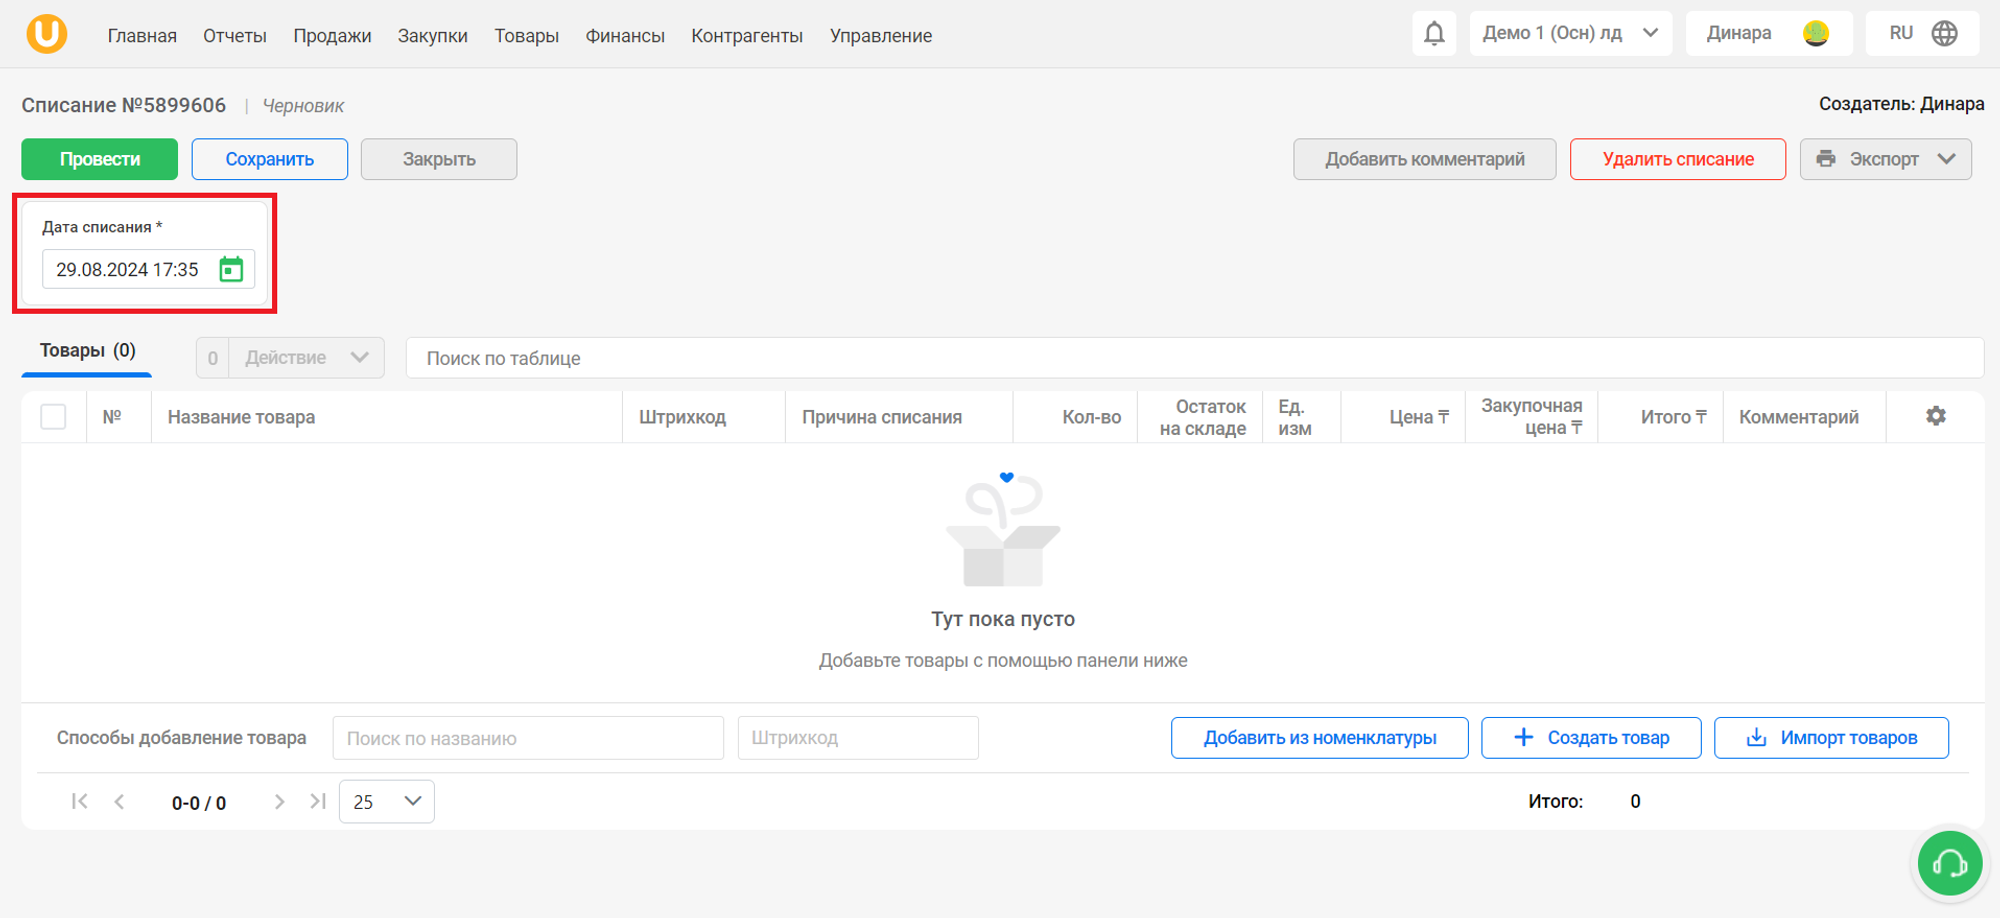 Главная Отчеты Продажи Закупки Товары Финансы Контрагенты Управление Демо 1 (Осн) лд Динара RU
Списание №5899606 | Черновик Создатель: Динара
Провести Сохранить Закрыть Добавить комментарий Удалить списание Экспорт
Дата списания *
29.08.2024 17:35
Товары (0) 0 Действие Поиск по таблице
№ Название товара Штрихкод Причина списания Кол-во Остаток на складе Ед. изм Цена ₸ Закупочная цена ₸ Итого ₸ Комментарий
Тут пока пусто
Добавьте товары с помощью панели ниже
Способы добавление товара Поиск по названию Штрихкод Добавить из номенклатуры + Создать товар Импорт товаров
0-0 / 0 25 Итого: 0